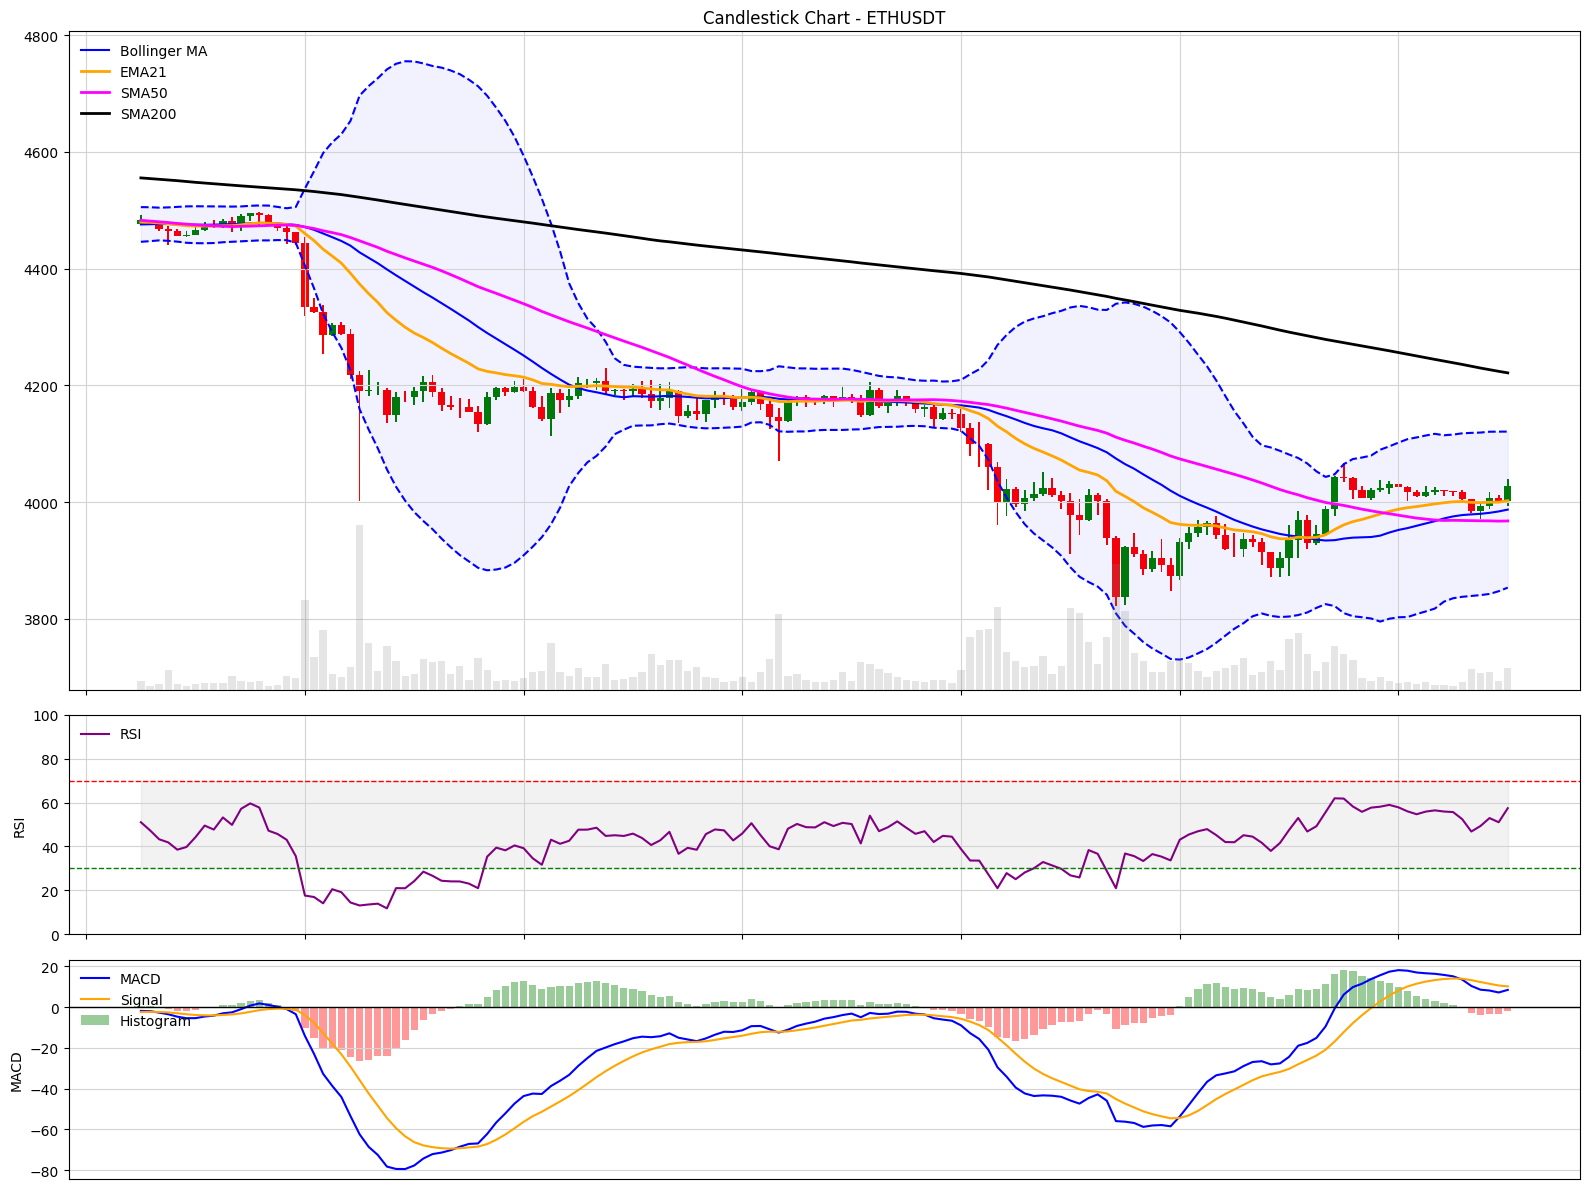 Candlestick Chart - ETHUSDT
4800
4600
4400
4200
4000
3800
Bollinger MA
EMA21
SMA50
SMA200
RSI
100
80
60
40
20
0
RSI
MACD
20
0
−20
−40
−60
−80
MACD
Signal
Histogram